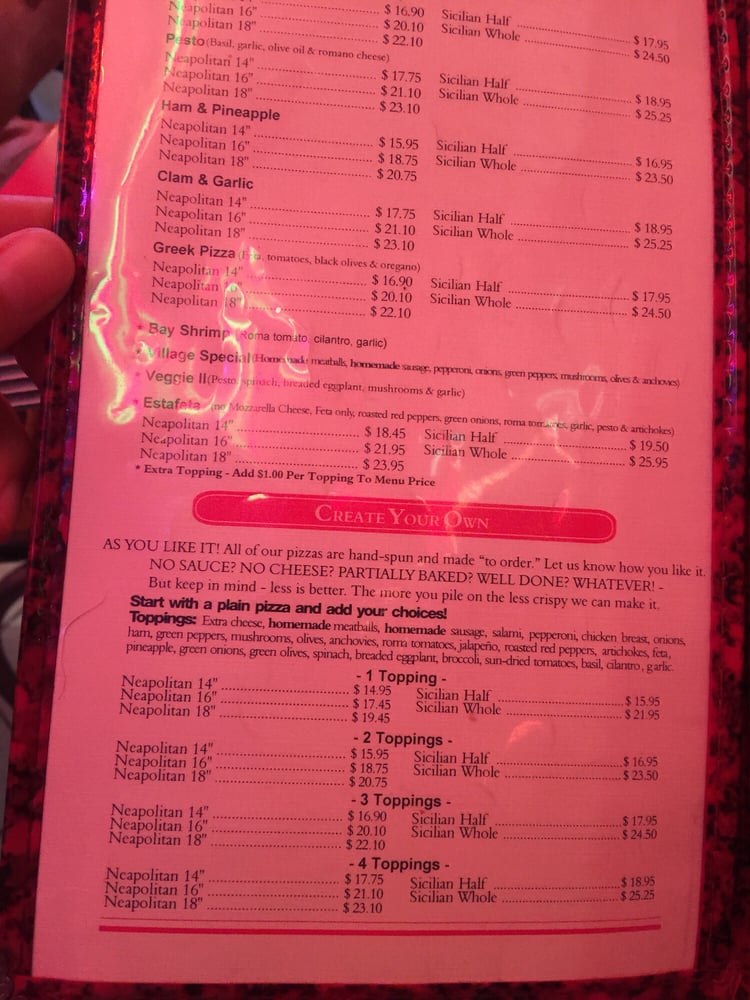 Neapolitan 16" $ 16.90 Sicilian Half $ 17.95
Neapolitan 18" $ 20.10 Sicilian Whole $ 24.50
$ 22.10
Pesto (Basil, garlic, olive oil & romano cheese)
Neapolitan 14" $ 17.75 Sicilian Half $ 18.95
Neapolitan 16" $ 21.10 Sicilian Whole $ 25.25
Neapolitan 18" $ 23.10
Ham & Pineapple
Neapolitan 14" $ 15.95 Sicilian Half $ 16.95
Neapolitan 16" $ 18.75 Sicilian Whole $ 23.50
Neapolitan 18" $ 20.75
Clam & Garlic
Neapolitan 14" $ 17.75 Sicilian Half $ 18.95
Neapolitan 16" $ 21.10 Sicilian Whole $ 25.25
Neapolitan 18" $ 23.10
Greek Pizza tomatoes, black olives & oregano)
Neapolitan 14" $ 16.90 Sicilian Half $ 17.95
Neapolitan 16" $ 20.10 Sicilian Whole $ 24.50
Neapolitan 18" $ 22.10
* Bay Shrimp (Roma tomato, cilantro, garlic)
* Village Special (Homemade meatballs, homemade sausage, pepperoni, onions, green peppers, mushrooms, olives & anchovies)
* Veggie II (Pesto, spinach, breaded eggplant, mushrooms & garlic)
* Estafeta (no Mozzarella Cheese, Feta only, roasted red peppers, green onions, roma tomatoes, garlic, pesto & artichokes)
Neapolitan 14" $ 18.45 Sicilian Half $ 19.50
Neapolitan 16" $ 21.95 Sicilian Whole $ 25.95
Neapolitan 18" $ 23.95
* Extra Topping - Add $1.00 Per Topping To Menu Price
CREATE YOUR OWN
AS YOU LIKE IT! All of our pizzas are hand-spun and made "to order." Let us know how you like it.
NO SAUCE? NO CHEESE? PARTIALLY BAKED? WELL DONE? WHATEVER! -
But keep in mind - less is better. The more you pile on the less crispy we can make it.
Start with a plain pizza and add your choices!
Toppings: Extra cheese, homemade meatballs, homemade sausage, salami, pepperoni, chicken breast, onions,
ham, green peppers, mushrooms, olives, anchovies, roma tomatoes, jalapeño, roasted red peppers, artichokes, feta,
pineapple, green onions, green olives, spinach, breaded eggplant, broccoli, sun-dried tomatoes, basil, cilantro, garlic.
- 1 Topping -
Neapolitan 14" $ 14.95 Sicilian Half $ 15.95
Neapolitan 16" $ 17.45 Sicilian Whole $ 21.95
Neapolitan 18" $ 19.45
- 2 Toppings -
Neapolitan 14" $ 15.95 Sicilian Half $ 16.95
Neapolitan 16" $ 18.75 Sicilian Whole $ 23.50
Neapolitan 18" $ 20.75
- 3 Toppings -
Neapolitan 14" $ 16.90 Sicilian Half $ 17.95
Neapolitan 16" $ 20.10 Sicilian Whole $ 24.50
Neapolitan 18" $ 22.10
- 4 Toppings -
Neapolitan 14" $ 17.75 Sicilian Half $ 18.95
Neapolitan 16" $ 21.10 Sicilian Whole $ 25.25
Neapolitan 18" $ 23.10